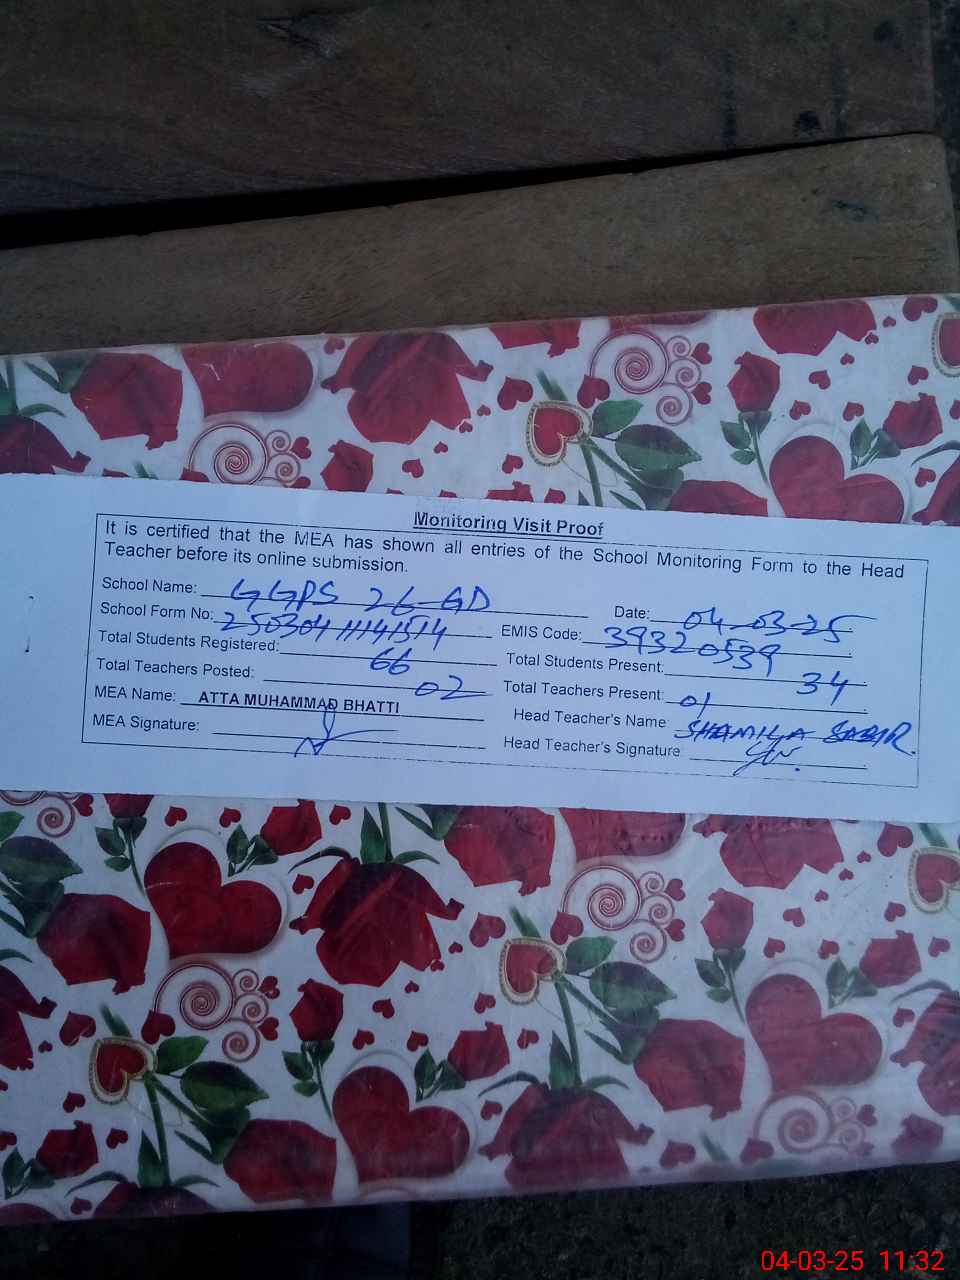 Monitoring Visit Proof
It is certified that the MEA has shown all entries of the School Monitoring Form to the Head
Teacher before its online submission.
School Name: GGPS 26-GD Date: 04-03-25
School Form No: 25030411141514 EMIS Code: 39320539
Total Students Registered: 66 Total Students Present: 34
Total Teachers Posted: 02 Total Teachers Present: 01
MEA Name: ATTA MUHAMMAD BHATTI Head Teacher's Name: SHAMILA SABIR.
MEA Signature: Head Teacher's Signature:
04-03-25 11:32